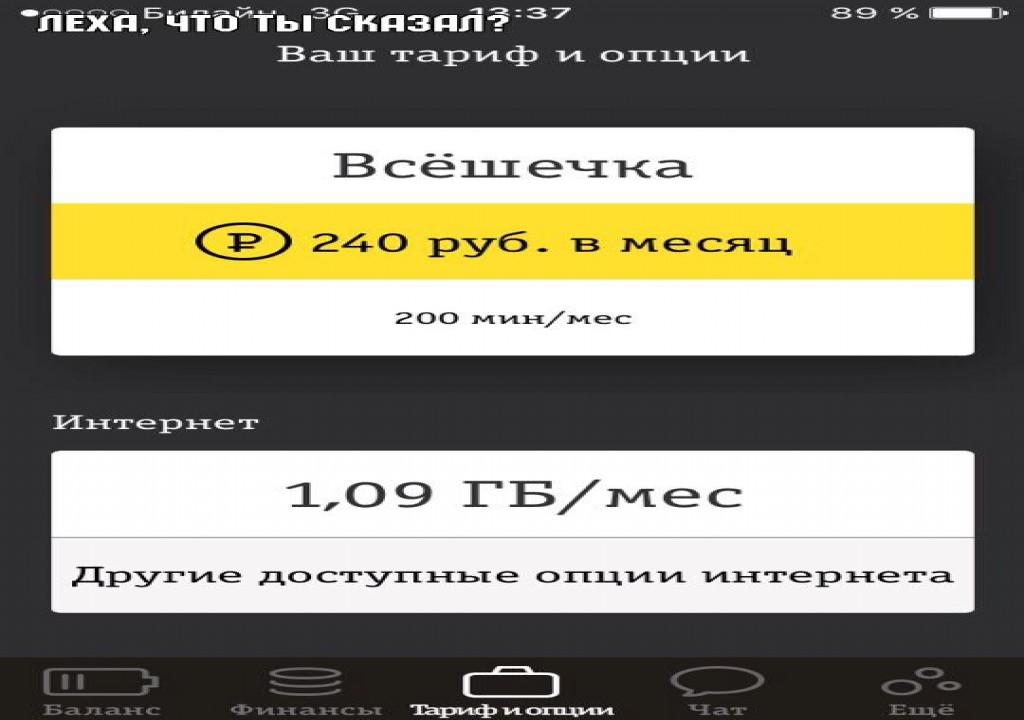 Билайн 3G 13:37 89 %
ЛЕХА, ЧТО ТЫ СКАЗАЛ?
Ваш тариф и опции
Всёшечка
₽ 240 руб. в месяц
200 мин/мес
Интернет
1,09 ГБ/мес
Другие доступные опции интернета
Баланс Финансы Тариф и опции Чат Ещё